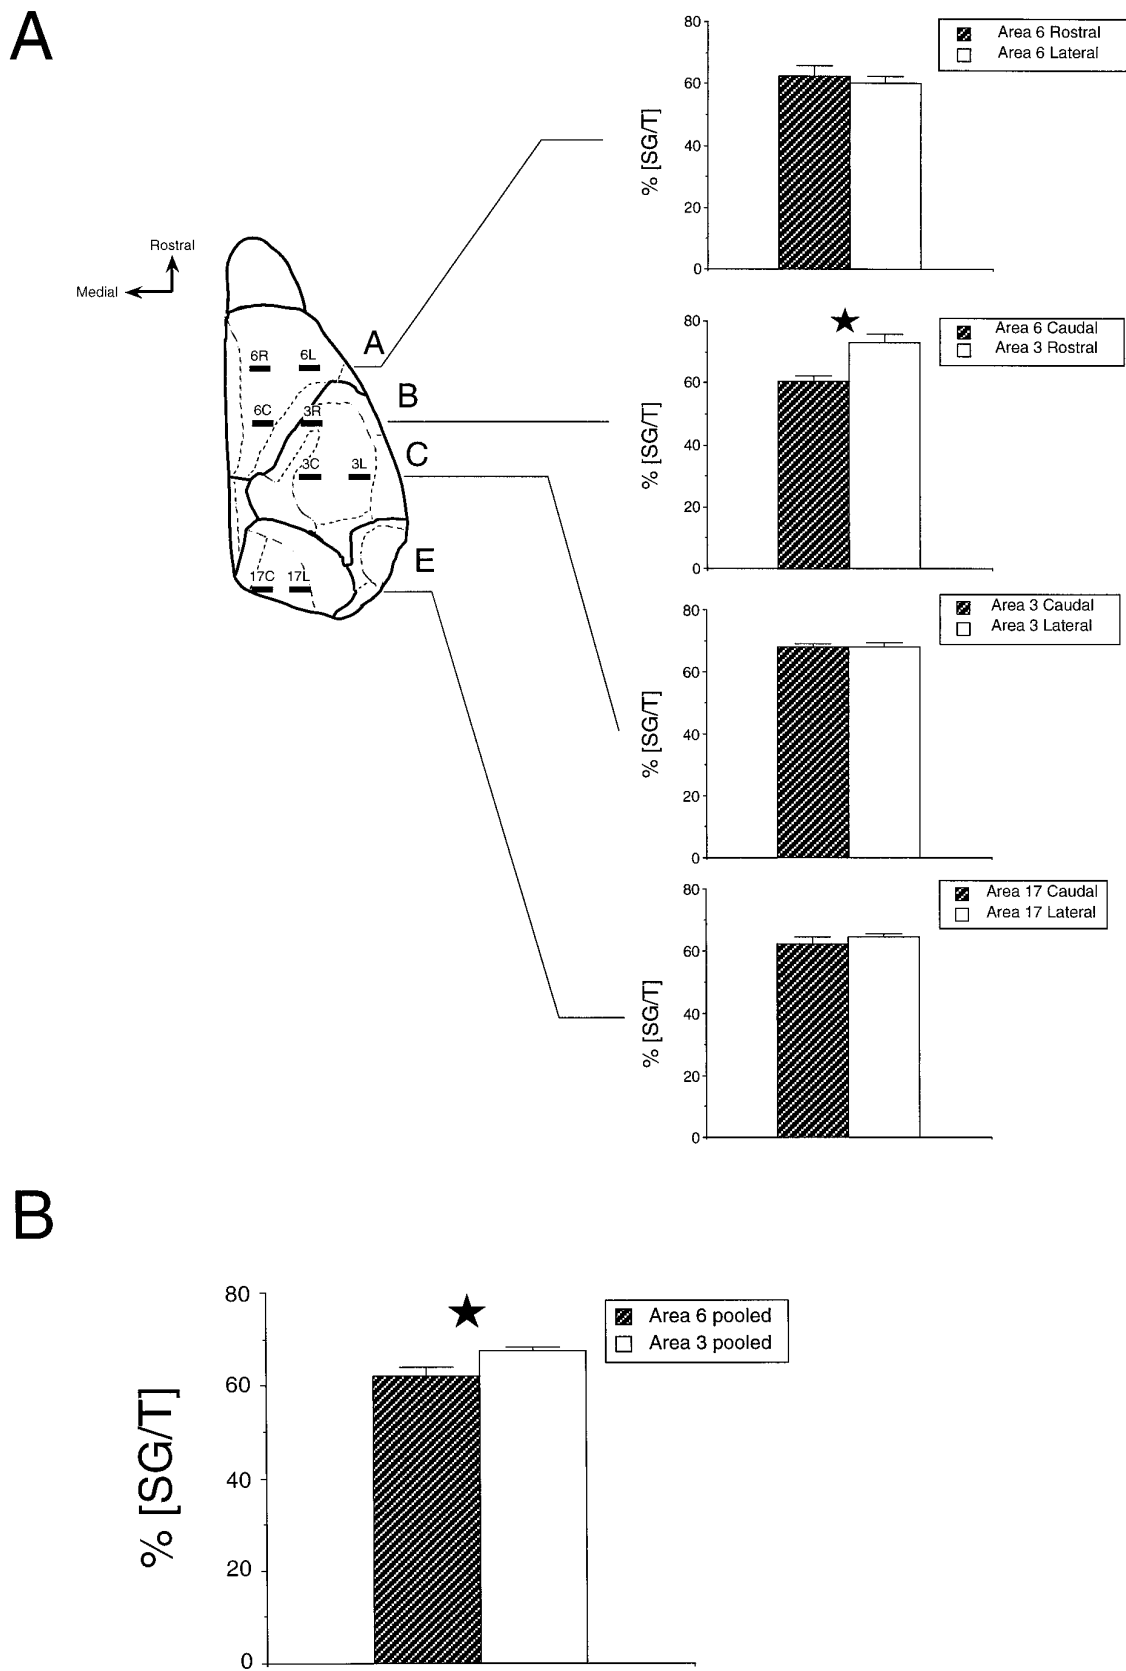 A
Rostral
Medial
6R
6L
6C
3R
3C
3L
17C
17L
A
B
C
E
80
60
40
20
0
% [SG/T]
Area 6 Rostral
Area 6 Lateral
80
60
40
20
0
% [SG/T]
Area 6 Caudal
Area 3 Rostral
80
60
40
20
0
% [SG/T]
Area 3 Caudal
Area 3 Lateral
80
60
40
20
0
% [SG/T]
Area 17 Caudal
Area 17 Lateral
B
80
60
40
20
0
% [SG/T]
Area 6 pooled
Area 3 pooled